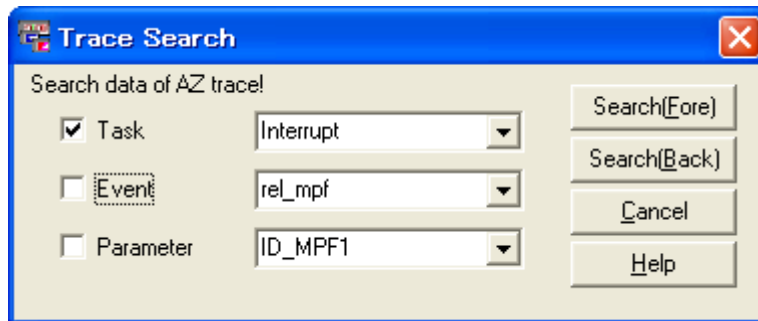 Trace Search
Search data of AZ trace!
Task Interrupt
Event rel_mpf
Parameter ID_MPF1
Search(Fore)
Search(Back)
Cancel
Help